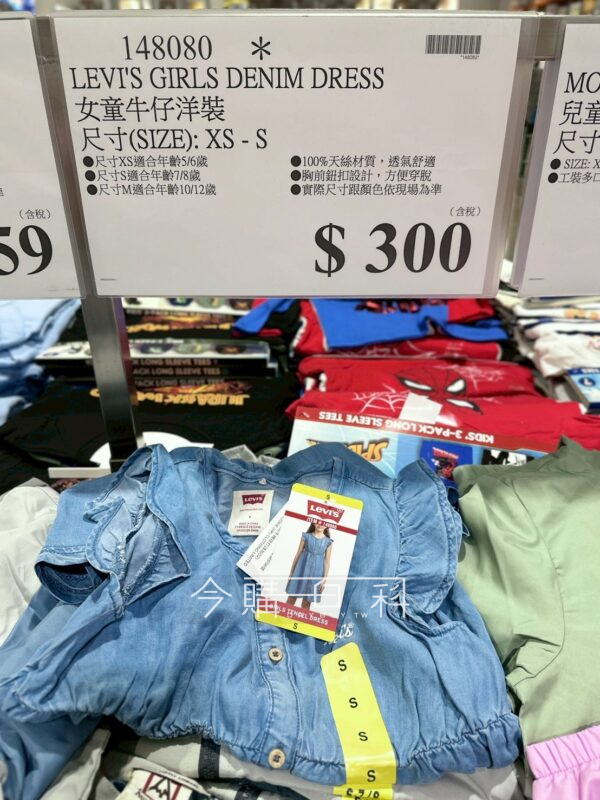 148080 *
*148080*
LEVI'S GIRLS DENIM DRESS
女童牛仔洋裝
尺寸(SIZE): XS - S
●尺寸XS適合年齡5/6歲
●尺寸S適合年齡7/8歲
●尺寸M適合年齡10/12歲
●100%天絲材質，透氣舒適
●胸前鈕扣設計，方便穿脫
●實際尺寸跟顏色依現場為準
(含稅)
$ 300
(含稅)
59
MO
兒童
尺寸
● SIZE: X
●工裝多口
PACK LONG SLEEVE TEES
JURASSIC
KIDS' 3-PACK LONG SLEEVE TEES
LEVI'S
S
LEVI'S
S
今購百科
S
S
S
S